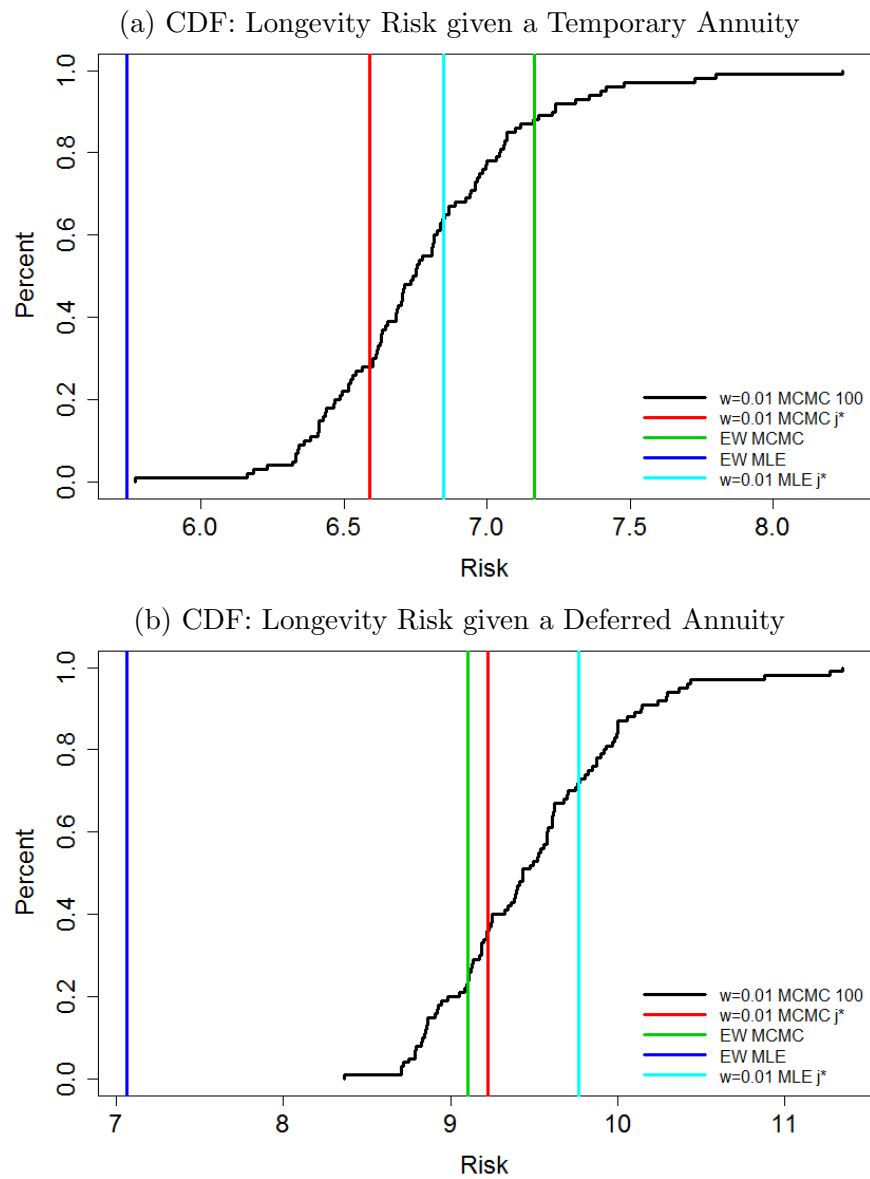 (a) CDF: Longevity Risk given a Temporary Annuity
1.0
0.8
0.6
0.4
0.2
0.0
Percent
w=0.01 MCMC 100
w=0.01 MCMC j*
EW MCMC
EW MLE
w=0.01 MLE j*
6.0 6.5 7.0 7.5 8.0
Risk
(b) CDF: Longevity Risk given a Deferred Annuity
1.0
0.8
0.6
0.4
0.2
0.0
Percent
w=0.01 MCMC 100
w=0.01 MCMC j*
EW MCMC
EW MLE
w=0.01 MLE j*
7 8 9 10 11
Risk